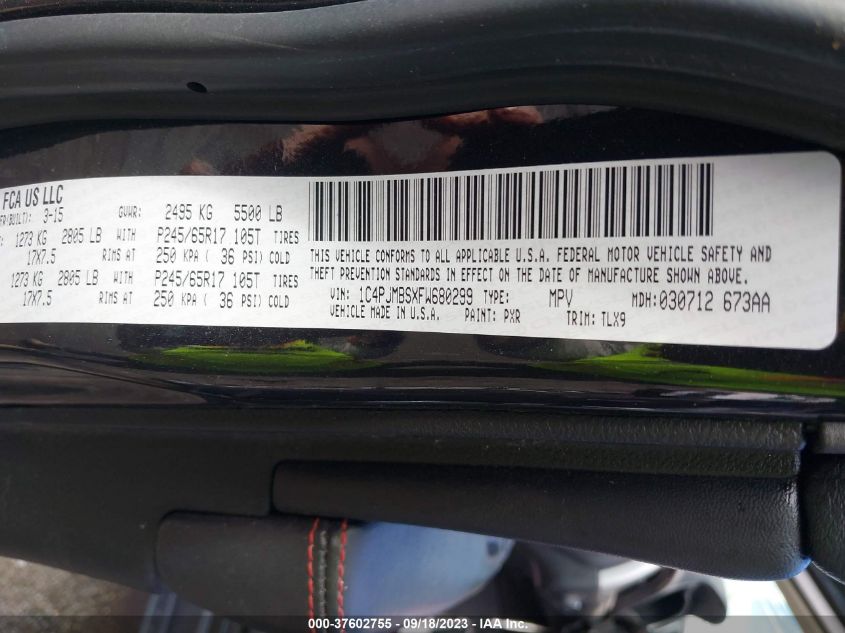 FCA US LLC
3-15
GVWR: 2495 KG 5500 LB
1273 KG 2805 LB WITH P245/65R17 105T TIRES
17X7.5 RIMS AT 250 KPA ( 36 PSI) COLD
1273 KG 2805 LB WITH P245/65R17 105T TIRES
17X7.5 RIMS AT 250 KPA ( 36 PSI) COLD
THIS VEHICLE CONFORMS TO ALL APPLICABLE U.S.A. FEDERAL MOTOR VEHICLE SAFETY AND
THEFT PREVENTION STANDARDS IN EFFECT ON THE DATE OF MANUFACTURE SHOWN ABOVE.
VIN: 1C4PJMBSXFW680299 TYPE: MPV MDH: 030712 673AA
VEHICLE MADE IN U.S.A. PAINT: PXR TRIM: TLX9
000-37602755 - 09/18/2023 - IAA Inc.